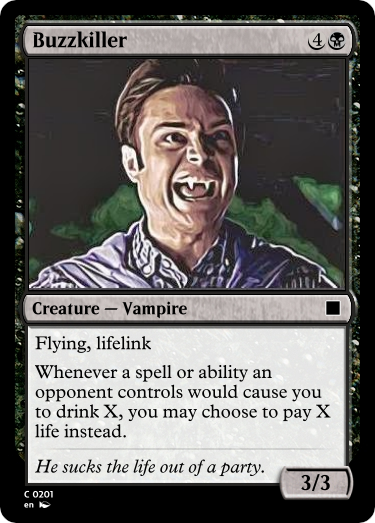 Buzzkiller 4
Creature — Vampire
Flying, lifelink
Whenever a spell or ability an
opponent controls would cause you
to drink X, you may choose to pay X
life instead.
He sucks the life out of a party.
3/3
C 0201
en